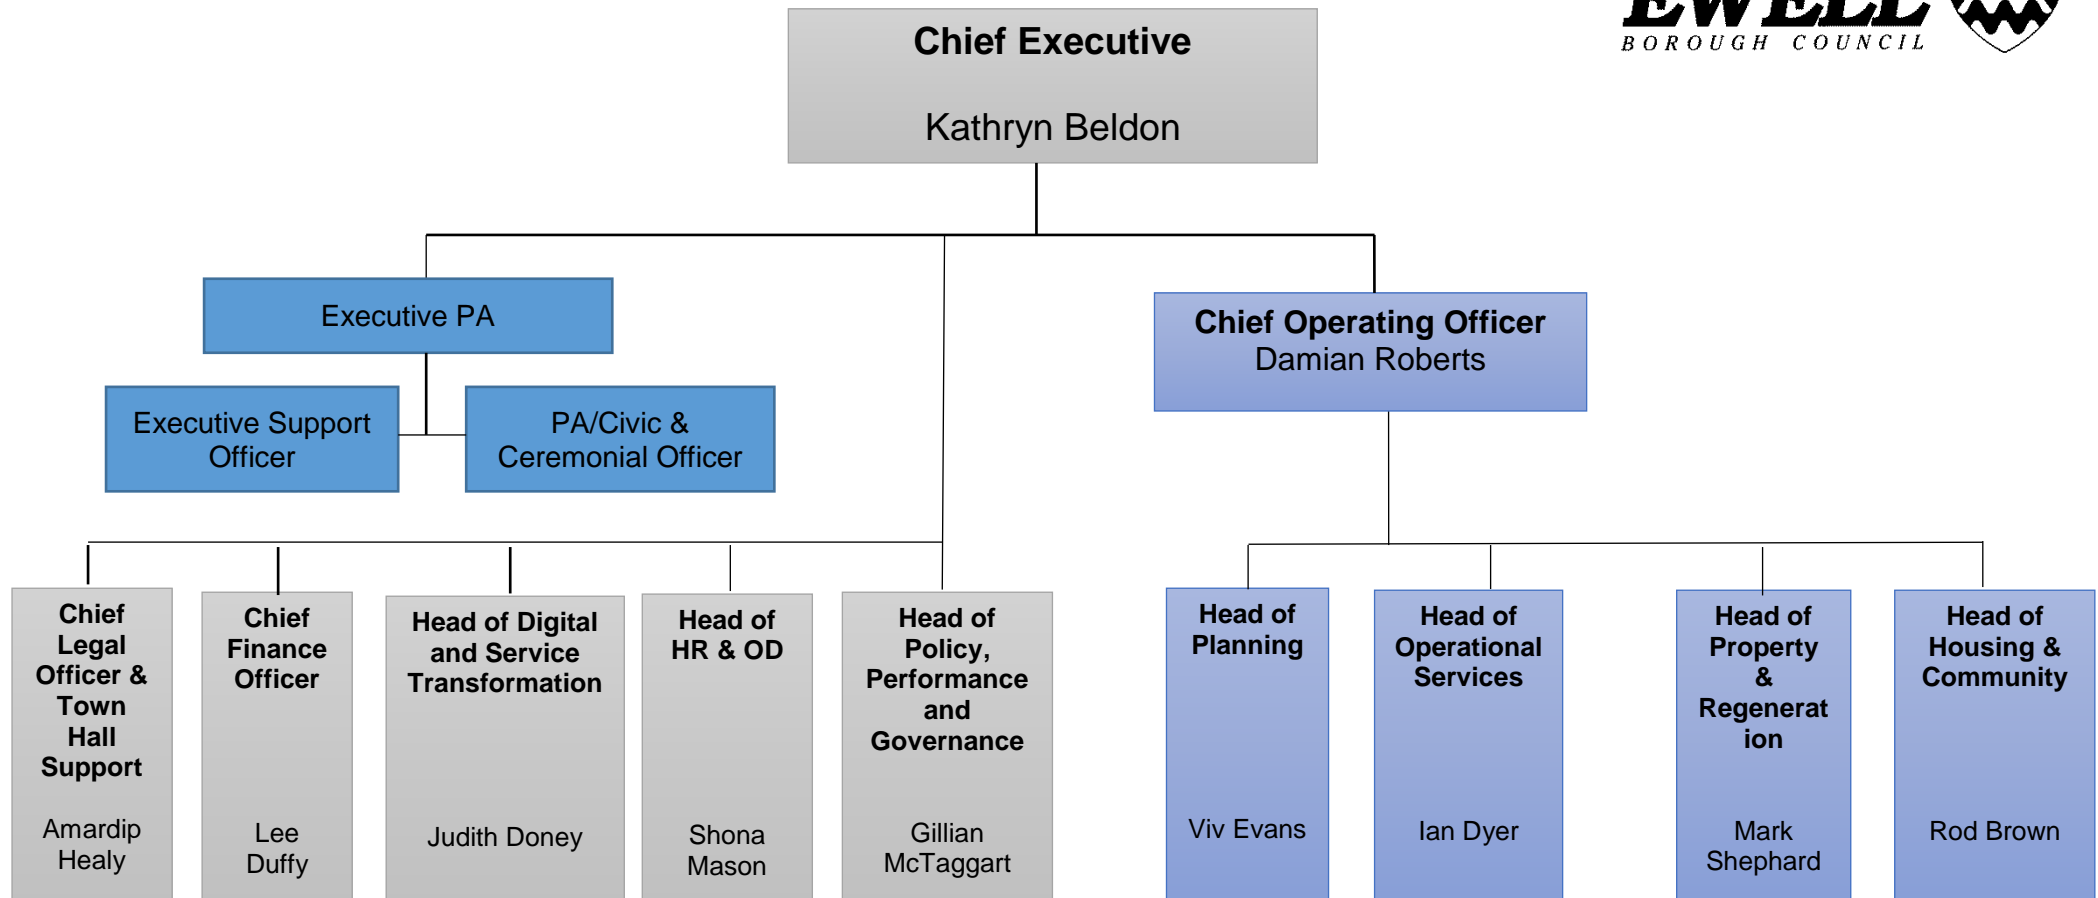 EWELL
BOROUGH COUNCIL
Chief Executive
Kathryn Beldon
Executive PA
Chief Operating Officer
Damian Roberts
Executive Support
Officer
PA/Civic &
Ceremonial Officer
Chief
Legal
Officer &
Town
Hall
Support
Amardip
Healy
Chief
Finance
Officer
Lee
Duffy
Head of Digital
and Service
Transformation
Judith Doney
Head of
HR & OD
Shona
Mason
Head of
Policy,
Performance
and
Governance
Gillian
McTaggart
Head of
Planning
Viv Evans
Head of
Operational
Services
Ian Dyer
Head of
Property
&
Regenerat
ion
Mark
Shephard
Head of
Housing &
Community
Rod Brown